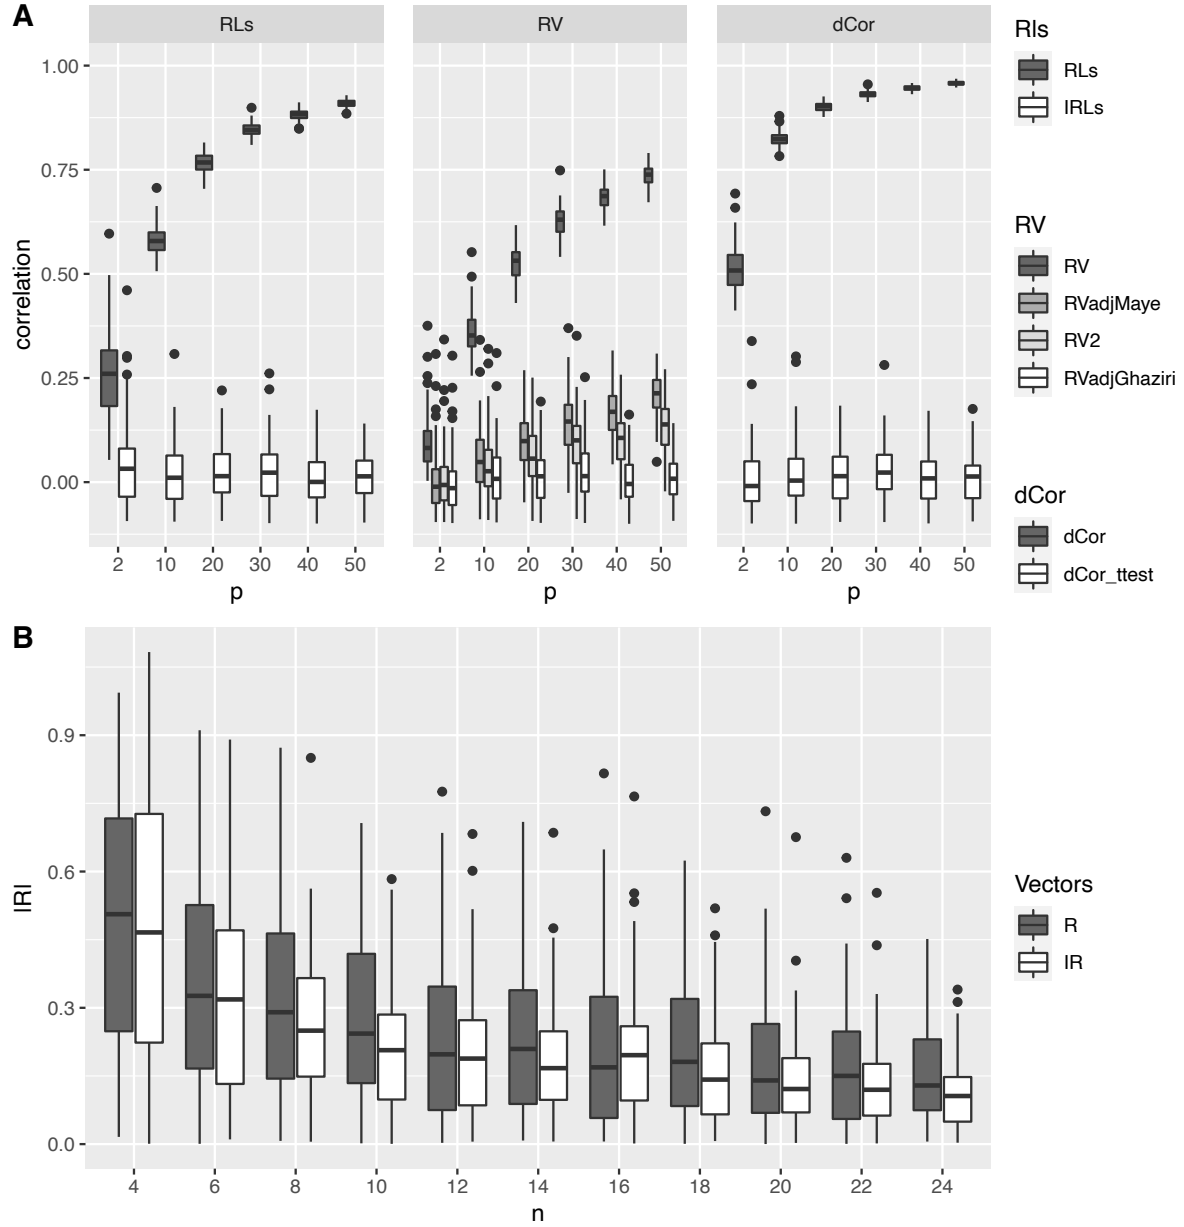 A
RLs
RV
dCor
correlation
1.00
0.75
0.50
0.25
0.00
2 10 20 30 40 50
2 10 20 30 40 50
2 10 20 30 40 50
p
p
p
Rls
RLs
IRLs
RV
RV
RVadjMaye
RV2
RVadjGhaziri
dCor
dCor
dCor_ttest
B
IRI
0.9
0.6
0.3
0.0
4 6 8 10 12 14 16 18 20 22 24
n
Vectors
R
IR